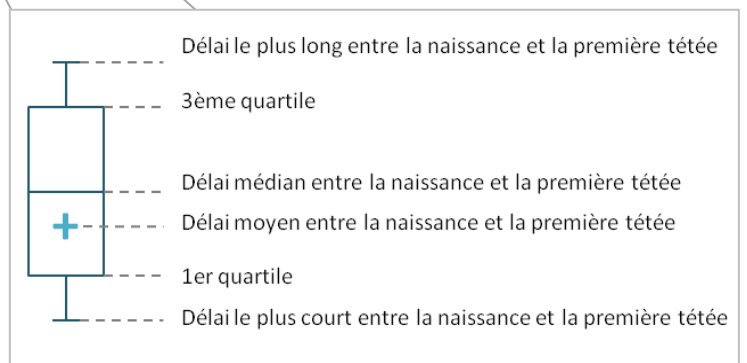 Délai le plus long entre la naissance et la première tétée
3ème quartile
Délai médian entre la naissance et la première tétée
Délai moyen entre la naissance et la première tétée
1er quartile
Délai le plus court entre la naissance et la première tétée